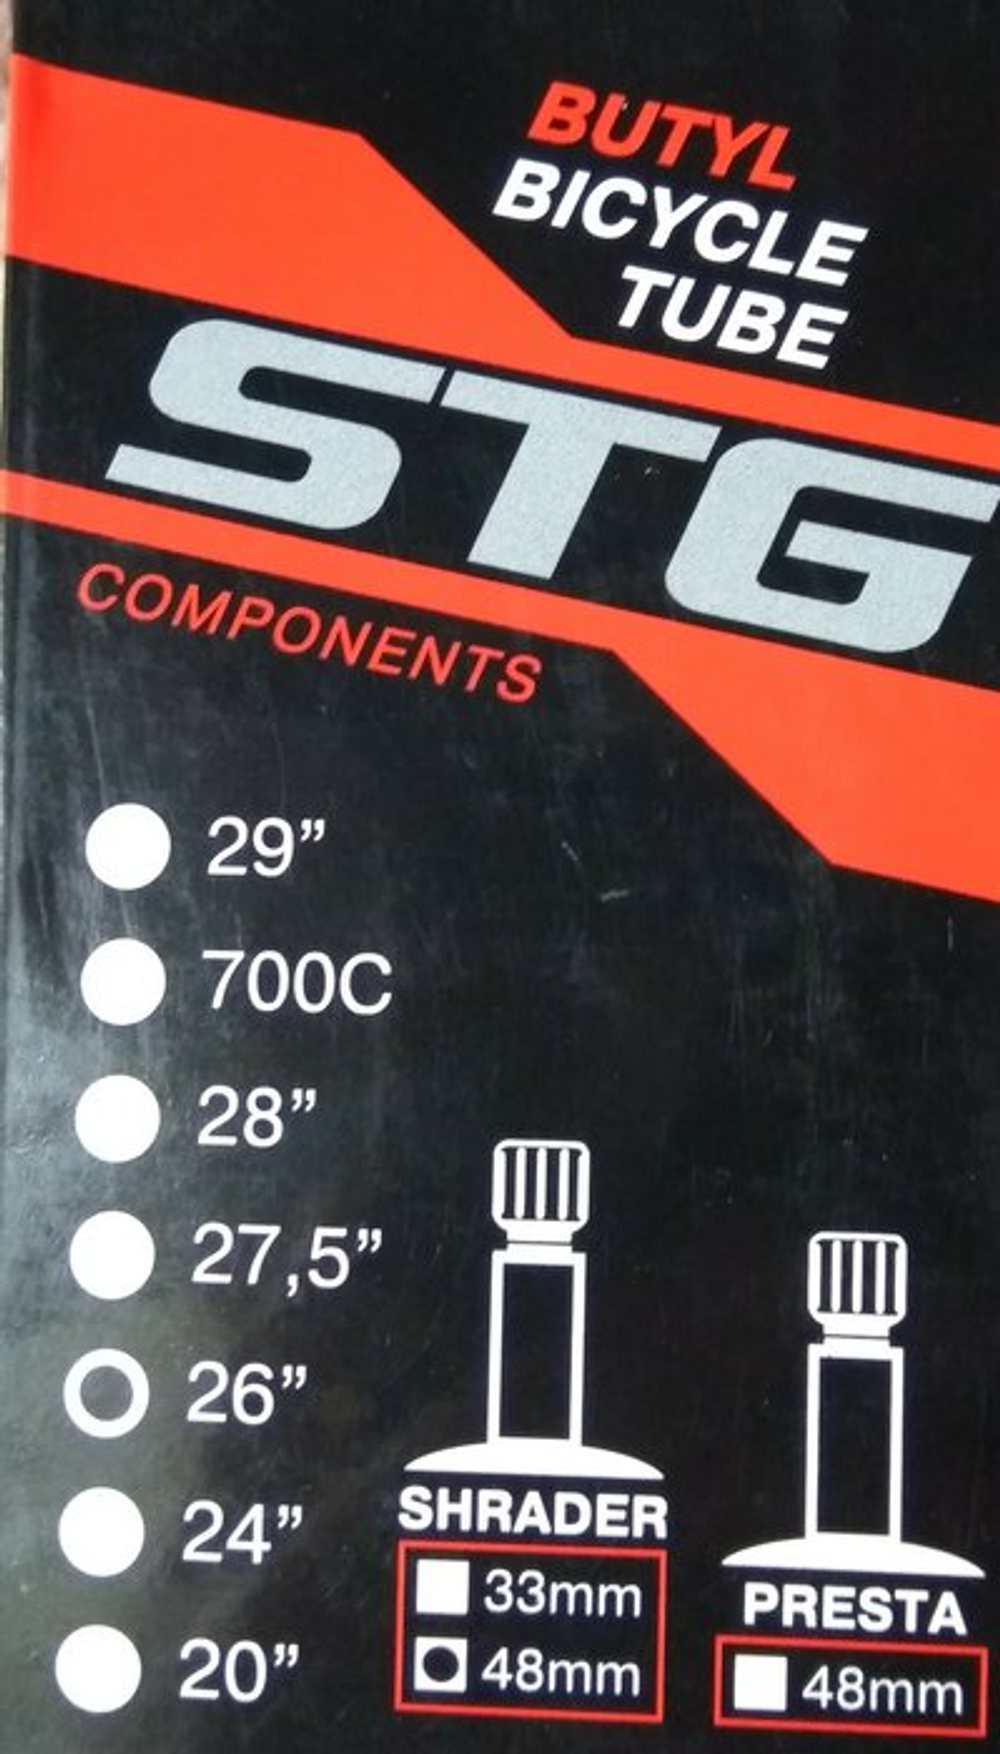 BUTYL
BICYCLE
TUBE
STG
COMPONENTS
29”
700C
28”
27,5”
26”
24”
20”
SHRADER
33mm
48mm
PRESTA
48mm